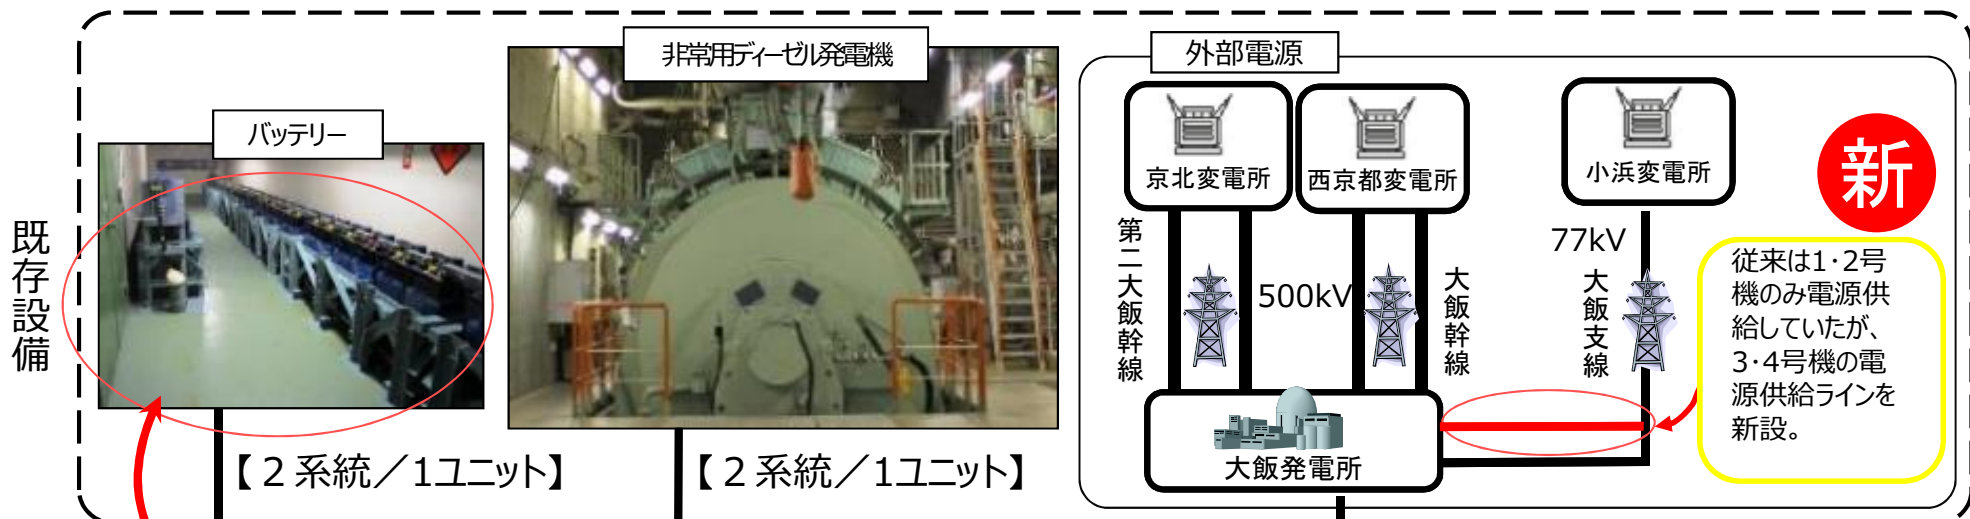 既存設備
バッテリー
【２系統／1ユニット】
非常用ディーゼル発電機
【２系統／1ユニット】
外部電源
京北変電所
西京都変電所
小浜変電所
新
第二大飯幹線
500kV
大飯幹線
77kV
大飯支線
従来は1・2号
機のみ電源供
給していたが、
3・4号機の電
源供給ラインを
新設。
大飯発電所